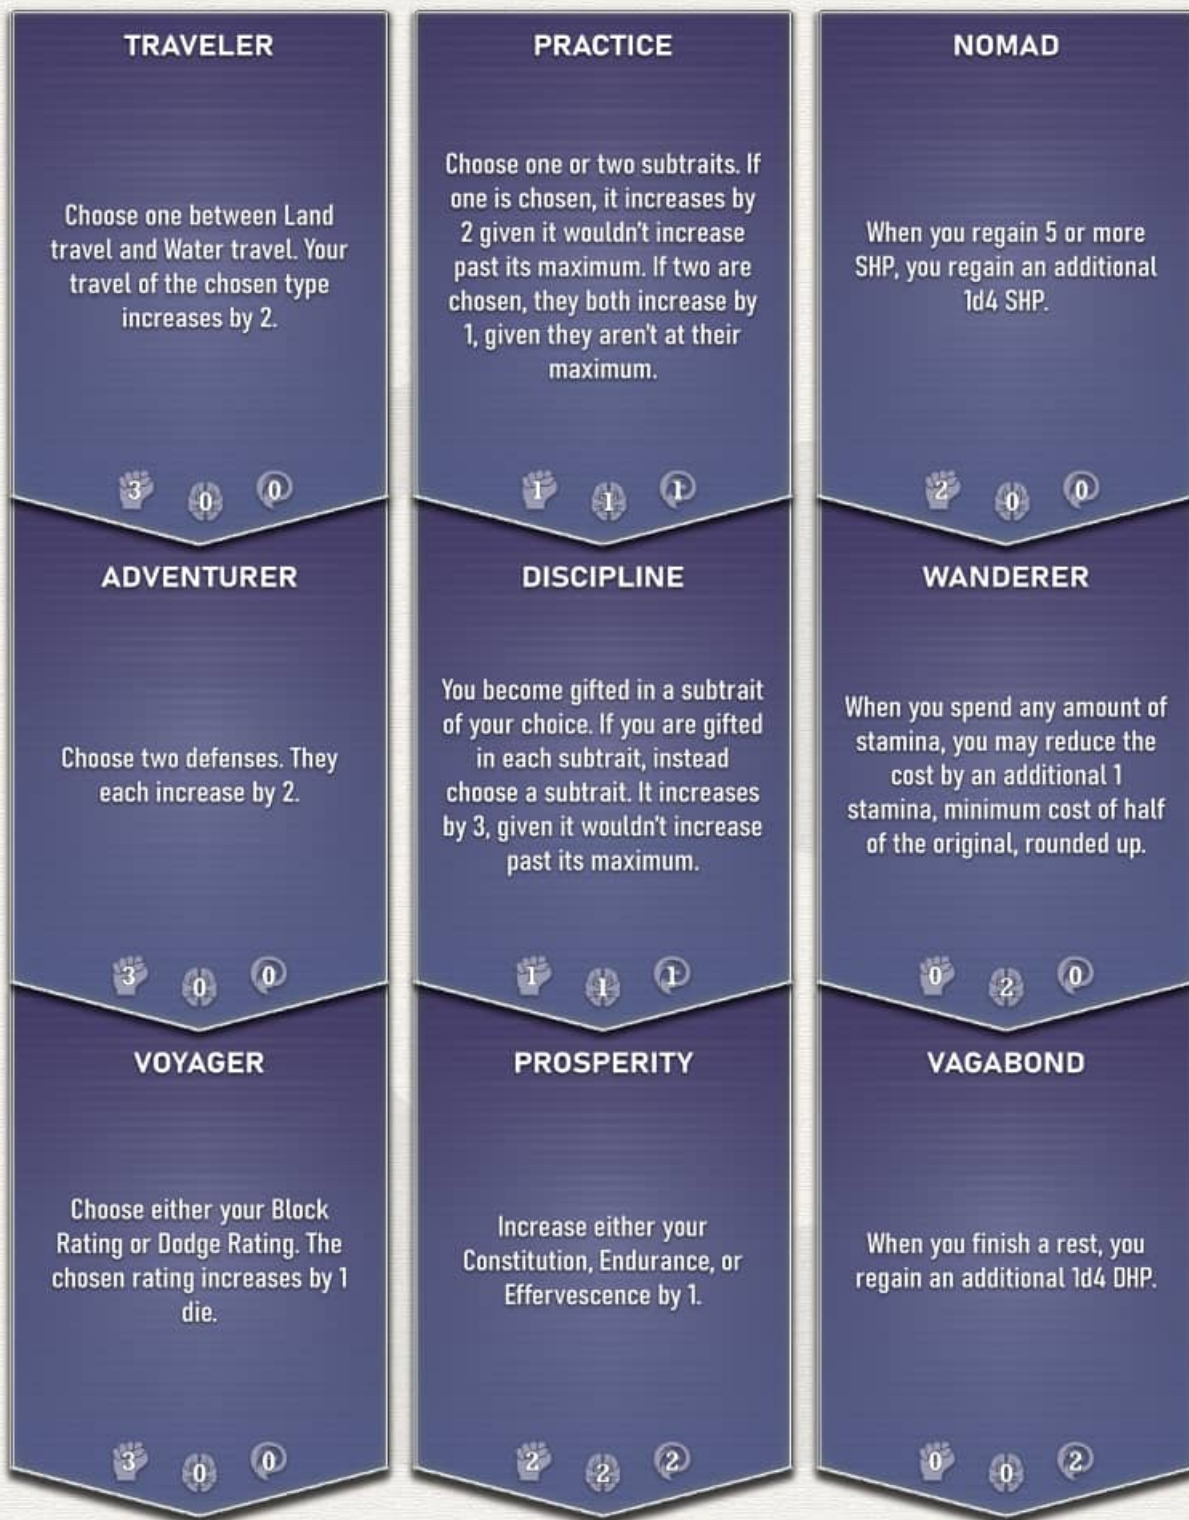 TRAVELER
Choose one between Land
travel and Water travel. Your
travel of the chosen type
increases by 2.
3 0 0
ADVENTURER
Choose two defenses. They
each increase by 2.
3 0 0
VOYAGER
Choose either your Block
Rating or Dodge Rating. The
chosen rating increases by 1
die.
3 0 0
PRACTICE
Choose one or two subtraits. If
one is chosen, it increases by
2 given it wouldn't increase
past its maximum. If two are
chosen, they both increase by
1, given they aren't at their
maximum.
1 1 1
DISCIPLINE
You become gifted in a subtrait
of your choice. If you are gifted
in each subtrait, instead
choose a subtrait. It increases
by 3, given it wouldn't increase
past its maximum.
1 1 1
PROSPERITY
Increase either your
Constitution, Endurance, or
Effervescence by 1.
2 2 2
NOMAD
When you regain 5 or more
SHP, you regain an additional
1d4 SHP.
2 0 0
WANDERER
When you spend any amount of
stamina, you may reduce the
cost by an additional 1
stamina, minimum cost of half
of the original, rounded up.
0 2 0
VAGABOND
When you finish a rest, you
regain an additional 1d4 DHP.
0 0 2